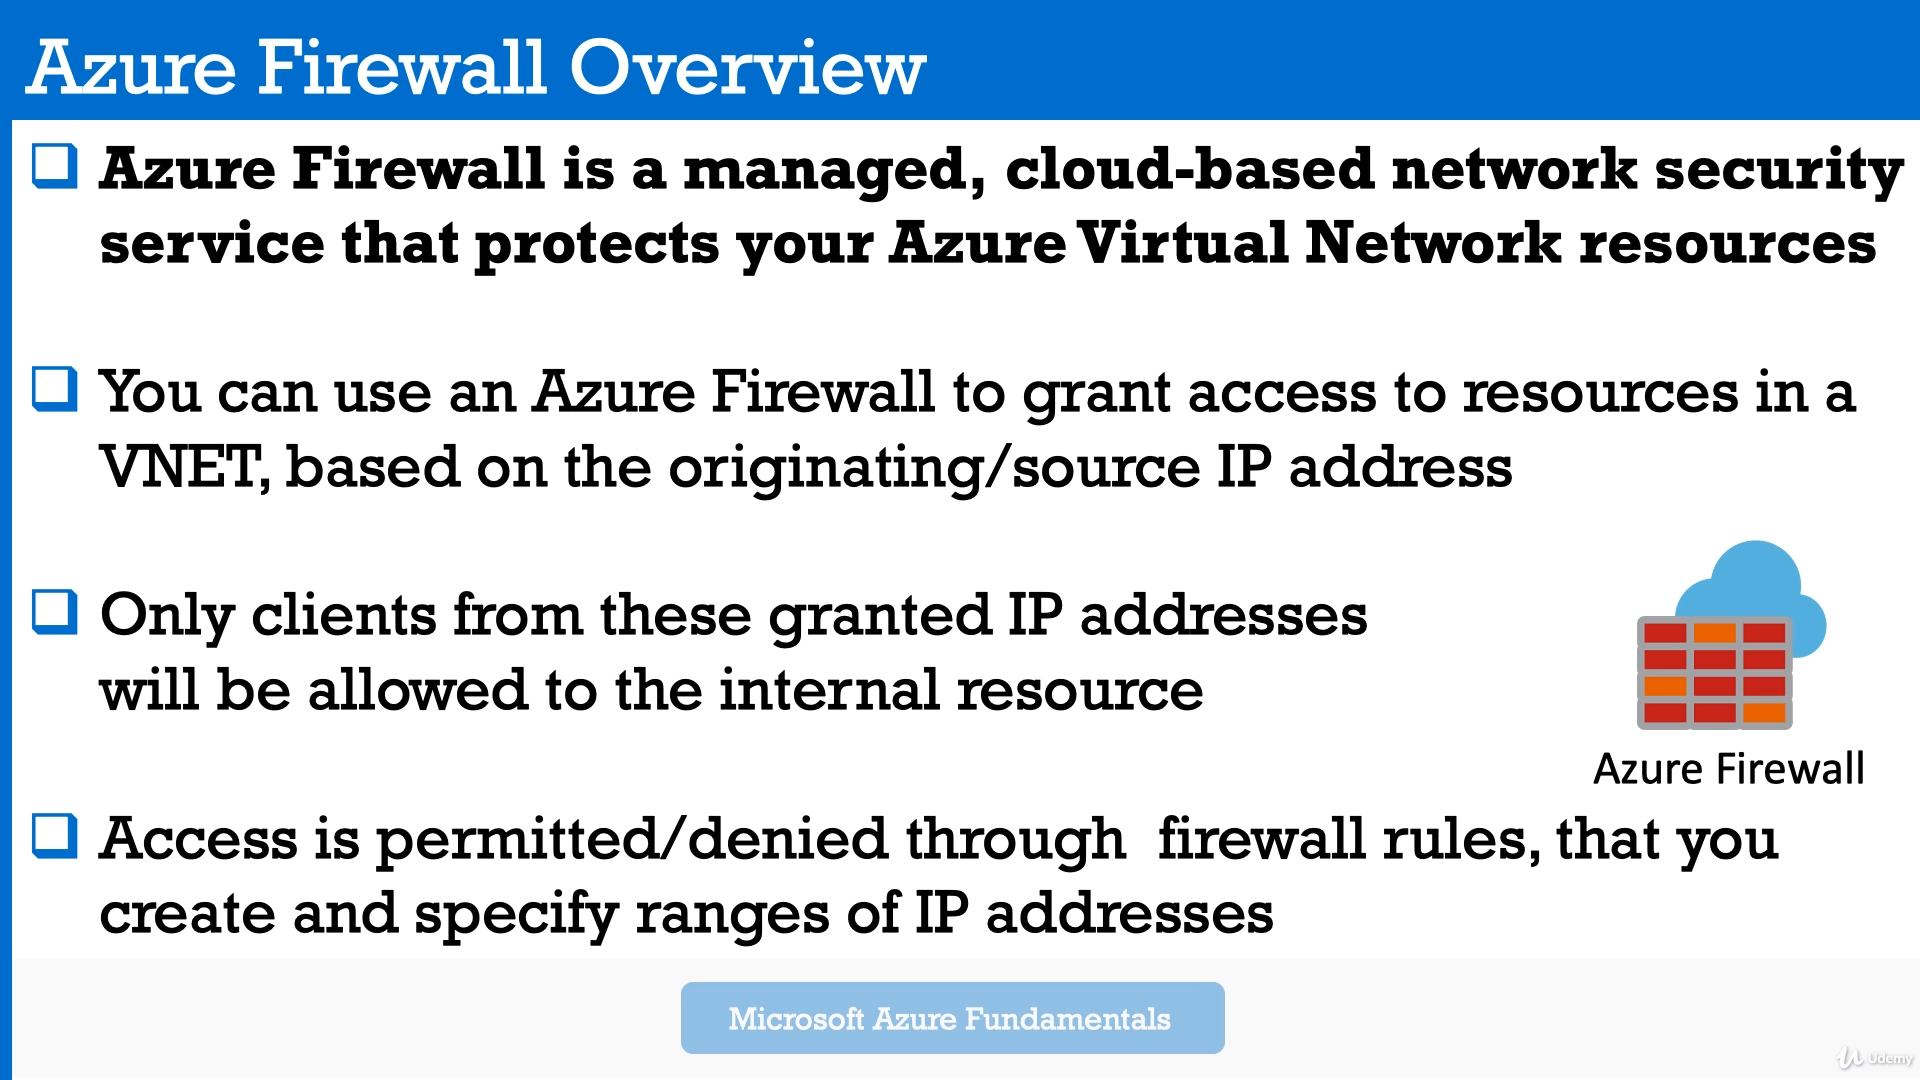 Azure Firewall Overview
Azure Firewall is a managed, cloud-based network security
service that protects your Azure Virtual Network resources
You can use an Azure Firewall to grant access to resources in a
VNET, based on the originating/source IP address
Only clients from these granted IP addresses
will be allowed to the internal resource
Azure Firewall
Access is permitted/denied through firewall rules, that you
create and specify ranges of IP addresses
Microsoft Azure Fundamentals
Udemy